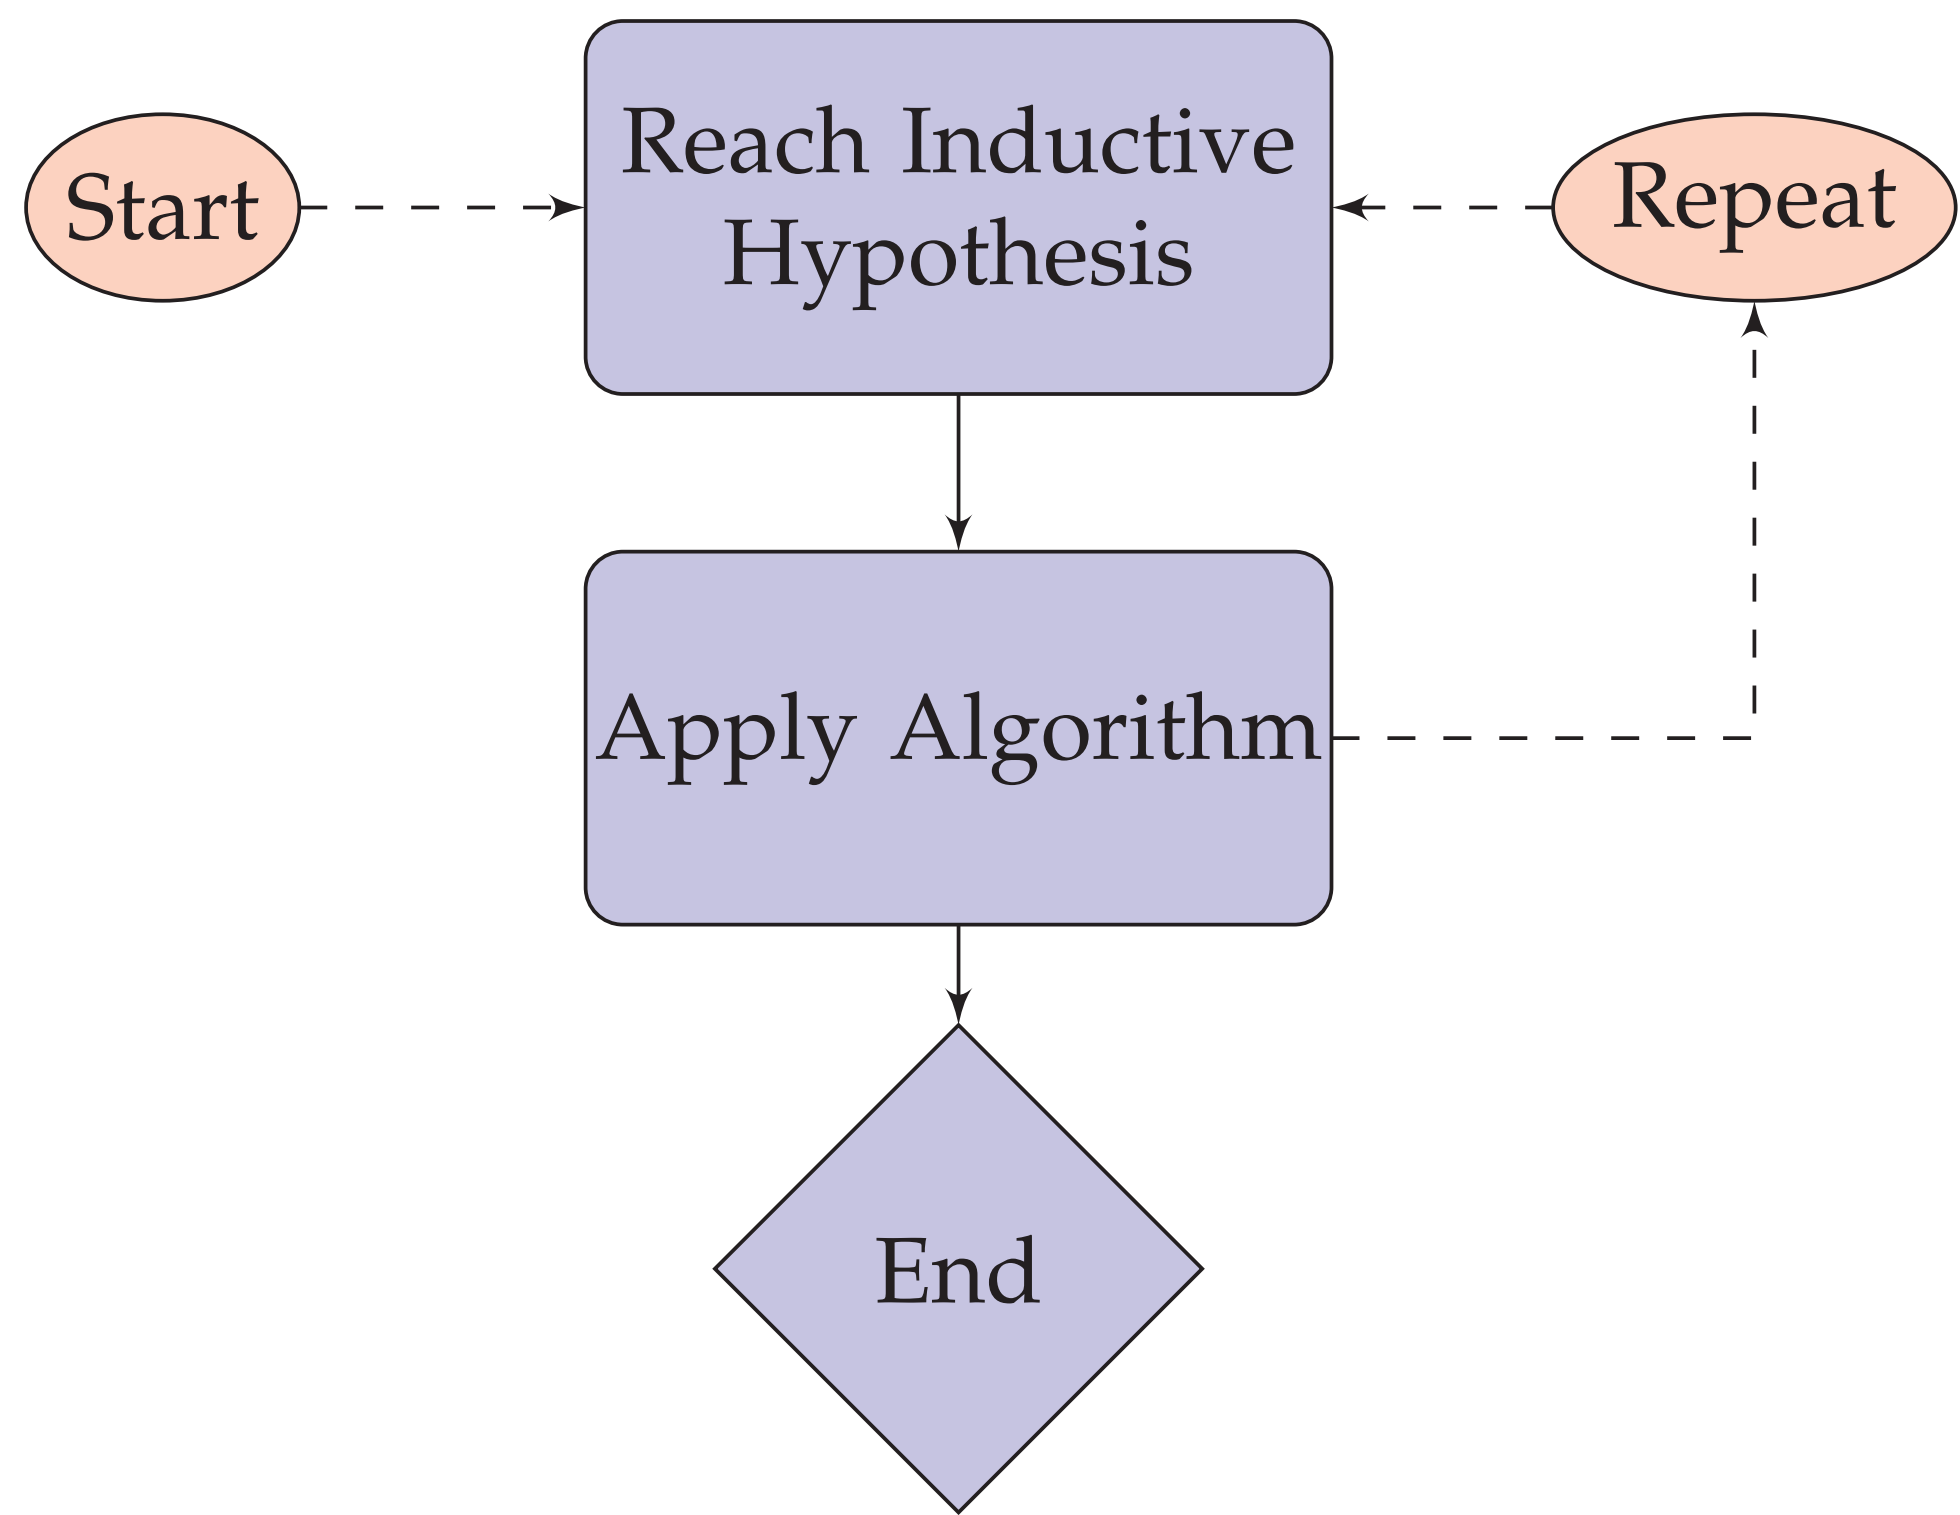 Start
Reach Inductive
Hypothesis
Repeat
Apply Algorithm
End